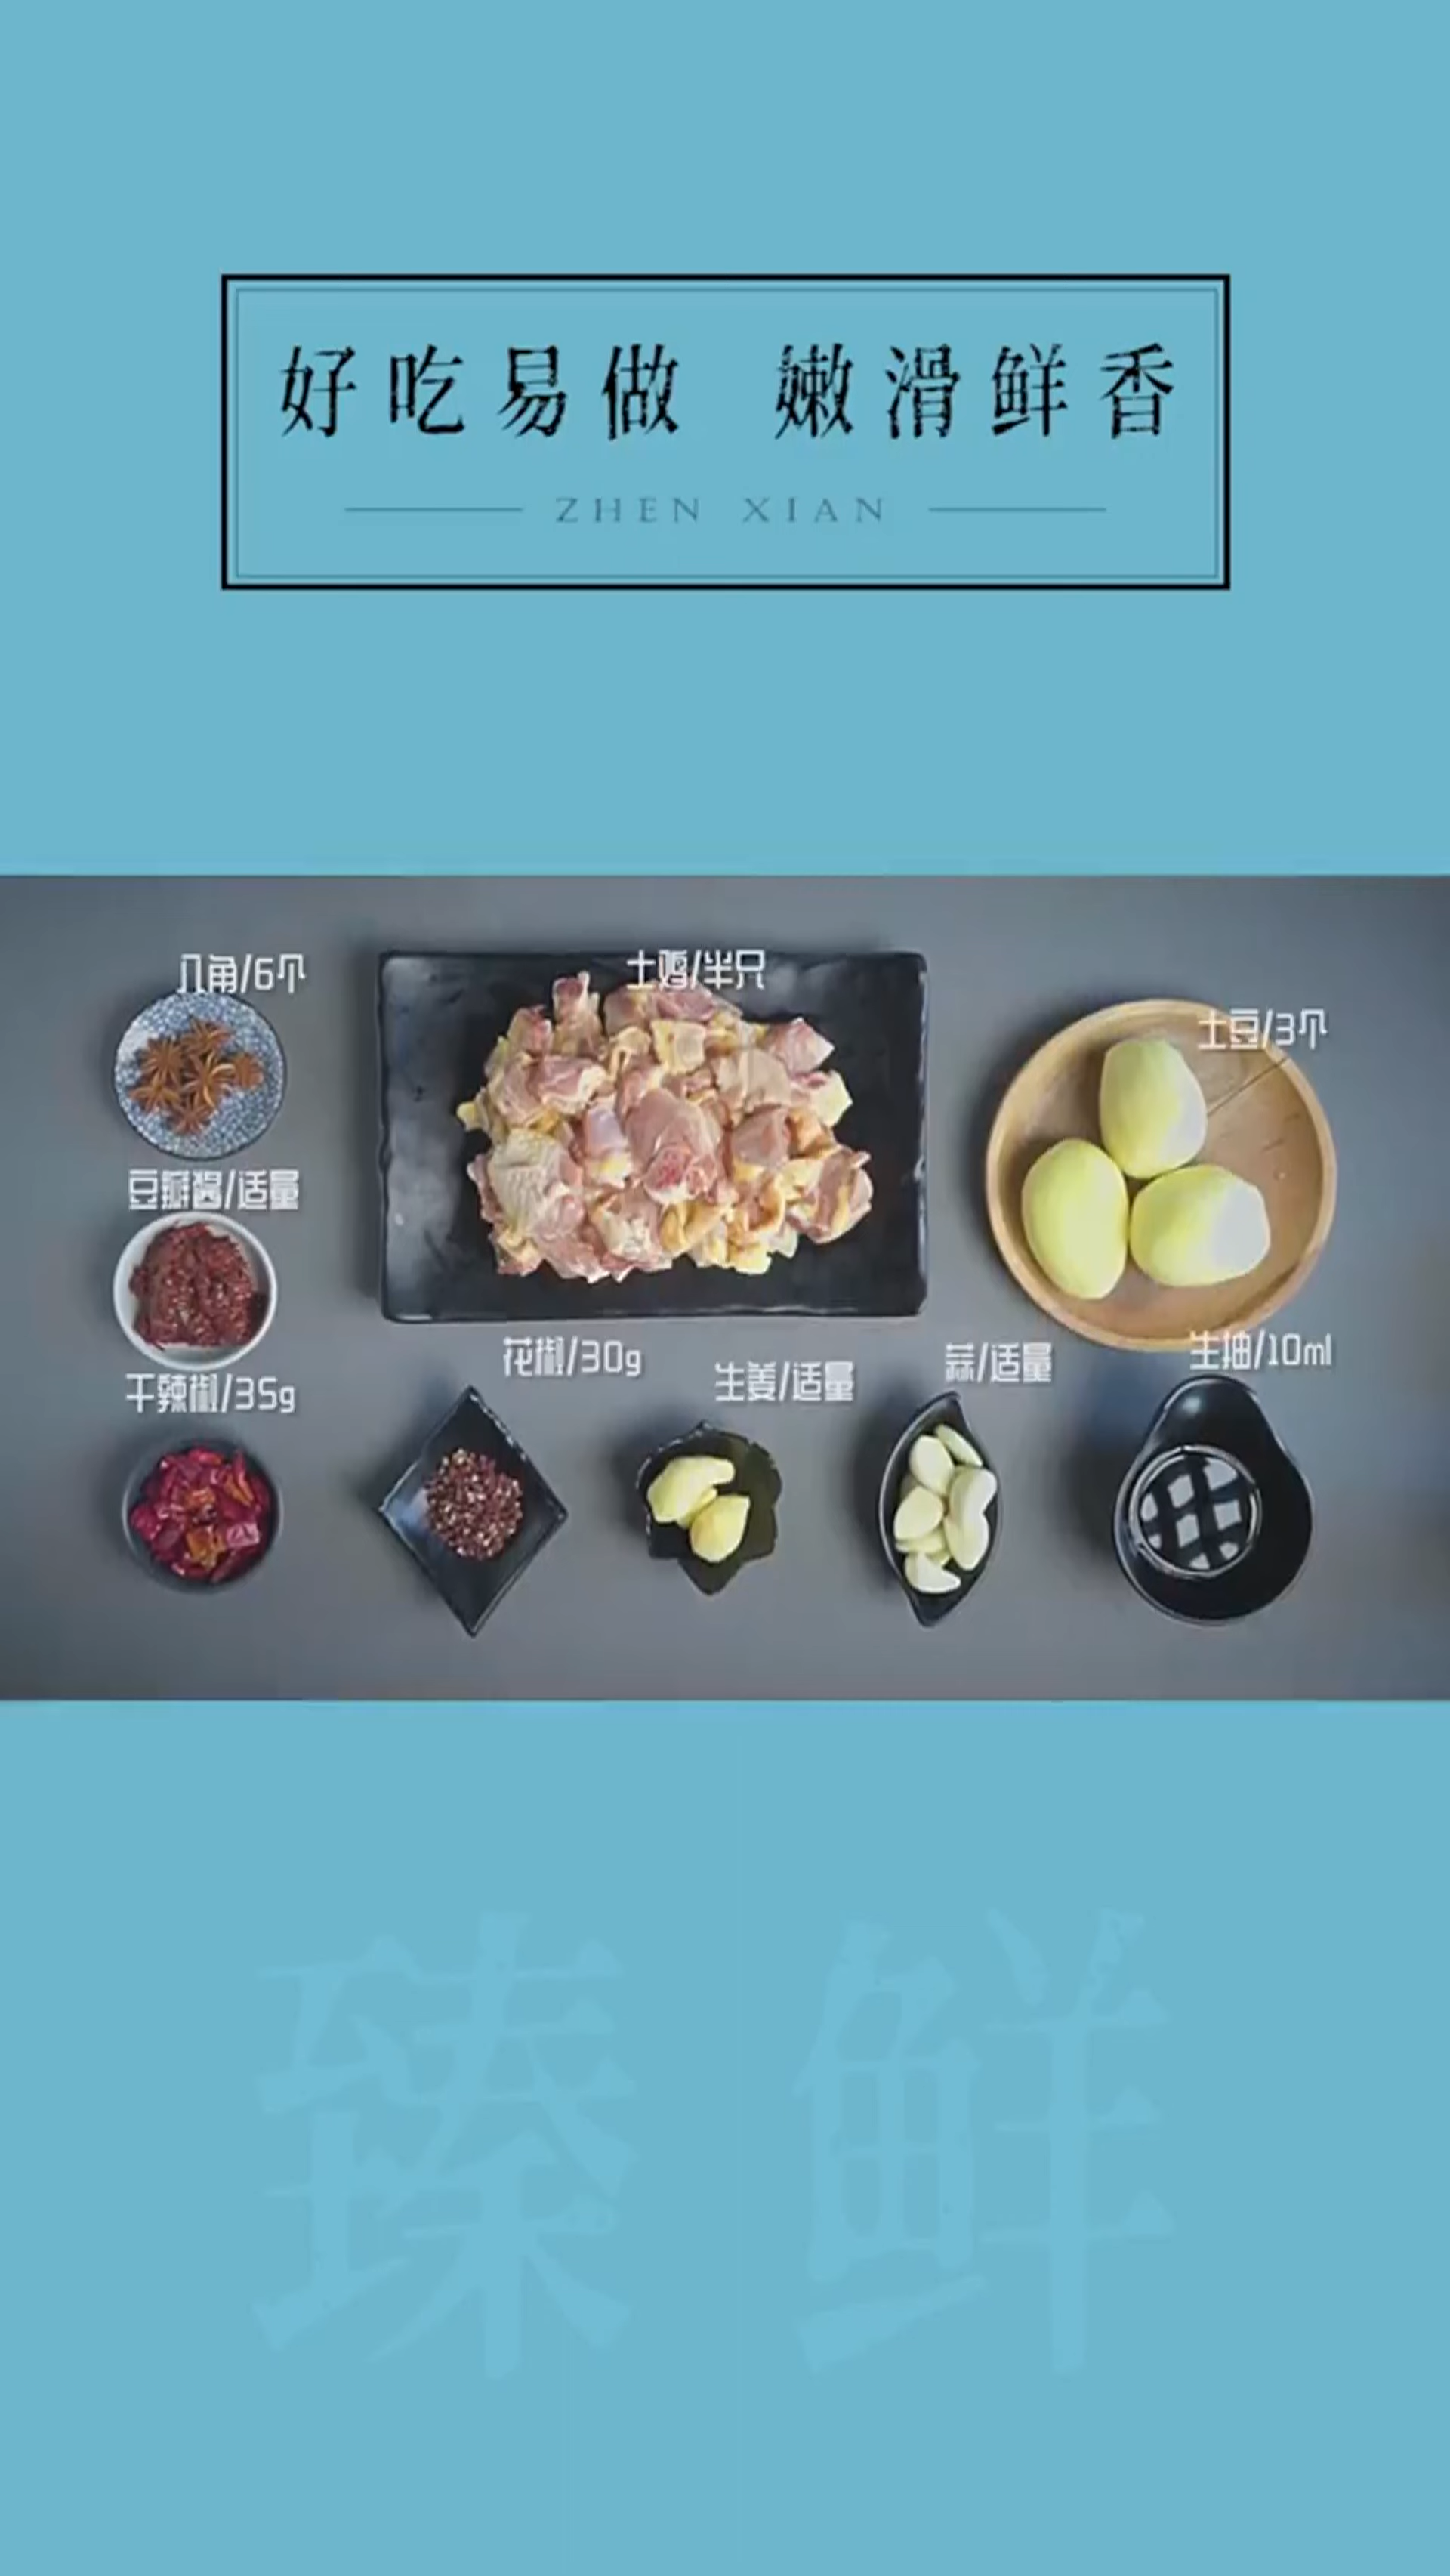 好吃易做 嫩滑鲜香
ZHEN XIAN
八角/6个
土鸡/半只
土豆/3个
豆瓣酱/适量
花椒/30g
生姜/适量
蒜/适量
生抽/10ml
干辣椒/35g
臻鲜